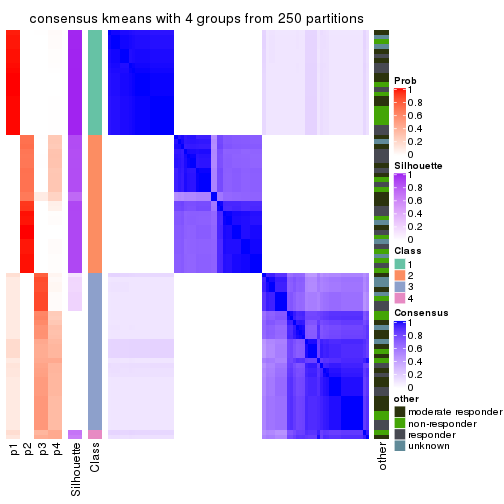 consensus kmeans with 4 groups from 250 partitions
Prob
1
0.8
0.6
0.4
0.2
0
Silhouette
1
0.8
0.6
0.4
0.2
0
Class
1
2
3
4
Consensus
1
0.8
0.6
0.4
0.2
0
other
moderate responder
non-responder
responder
unknown
p1
p2
p3
p4
Silhouette
Class
other